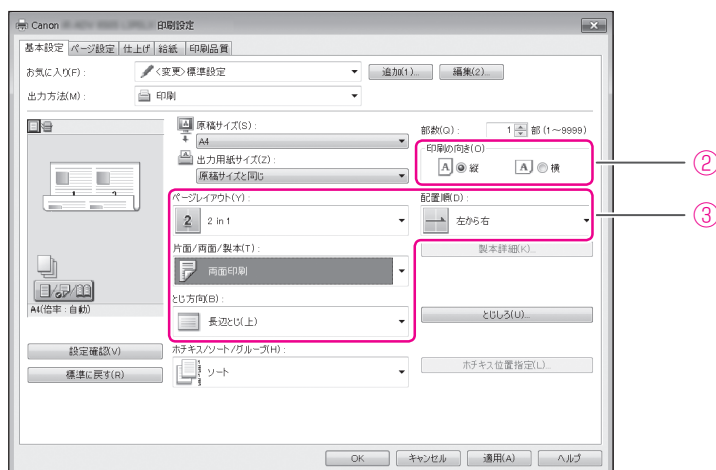 Canon 印刷設定
基本設定 ページ設定 仕上げ 給紙 印刷品質
お気に入り(F): <変更>標準設定 追加(1)... 編集(2)...
出力方法(M): 印刷
原稿サイズ(S):
A4
出力用紙サイズ(Z):
原稿サイズと同じ
部数(Q): 1 部 (1~9999)
印刷の向き(O)
A 縦 A 横
②
ページレイアウト(Y):
2 2 in 1
配置順(D):
左から右
③
片面/両面/製本(T):
両面印刷
製本詳細(K)...
とじ方向(B):
長辺とじ(上)
とじしろ(U)...
A4(倍率:自動)
設定確認(V)
標準に戻す(R)
ホチキス/ソート/グループ(H):
ソート
ホチキス位置指定(L)...
OK キャンセル 適用(A) ヘルプ